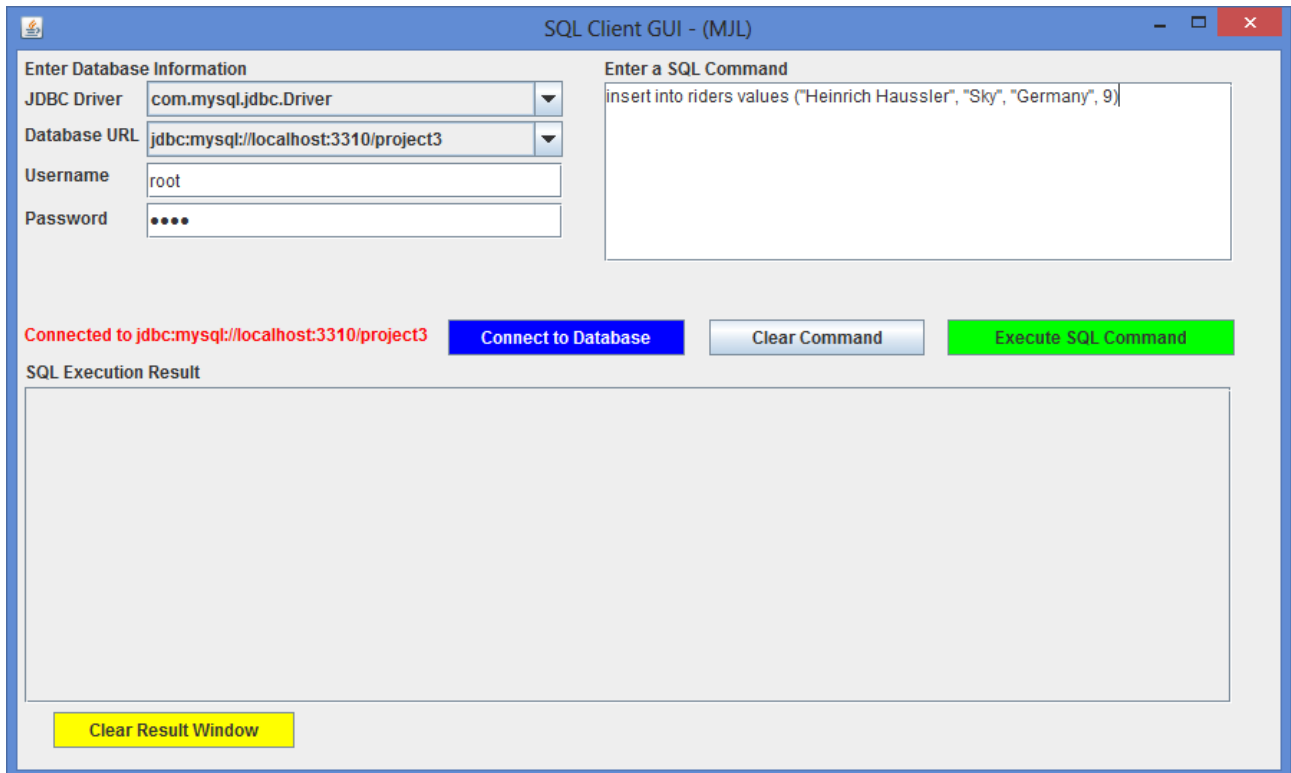 SQL Client GUI - (MJL)
Enter Database Information
JDBC Driver
com.mysql.jdbc.Driver
Database URL
jdbc:mysql://localhost:3310/project3
Username
root
Password
••••
Enter a SQL Command
insert into riders values ("Heinrich Haussler", "Sky", "Germany", 9)
Connected to jdbc:mysql://localhost:3310/project3
Connect to Database
Clear Command
Execute SQL Command
SQL Execution Result
Clear Result Window